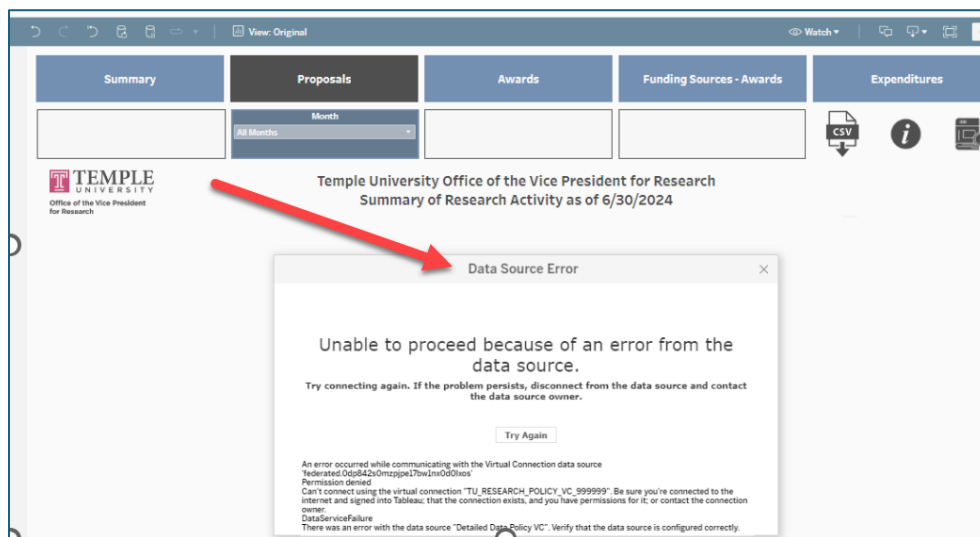 View: Original
Watch
Summary
Proposals
Awards
Funding Sources - Awards
Expenditures
Month
All Months
CSV
i
TEMPLE
UNIVERSITY
Office of the Vice President
for Research
Temple University Office of the Vice President for Research
Summary of Research Activity as of 6/30/2024
Data Source Error
Unable to proceed because of an error from the
data source.
Try connecting again. If the problem persists, disconnect from the data source and contact
the data source owner.
Try Again
An error occurred while communicating with the Virtual Connection data source
Permission denied
Can't connect using the virtual connection "TU_RESEARCH_POLICY_VC_999999". Be sure you're connected to the
internet and signed into Tableau; that the connection exists, and you have permissions for it; or contact the connection
owner.
DataServiceFailure
There was an error with the data source "Detailed Data Policy VC". Verify that the data source is configured correctly.